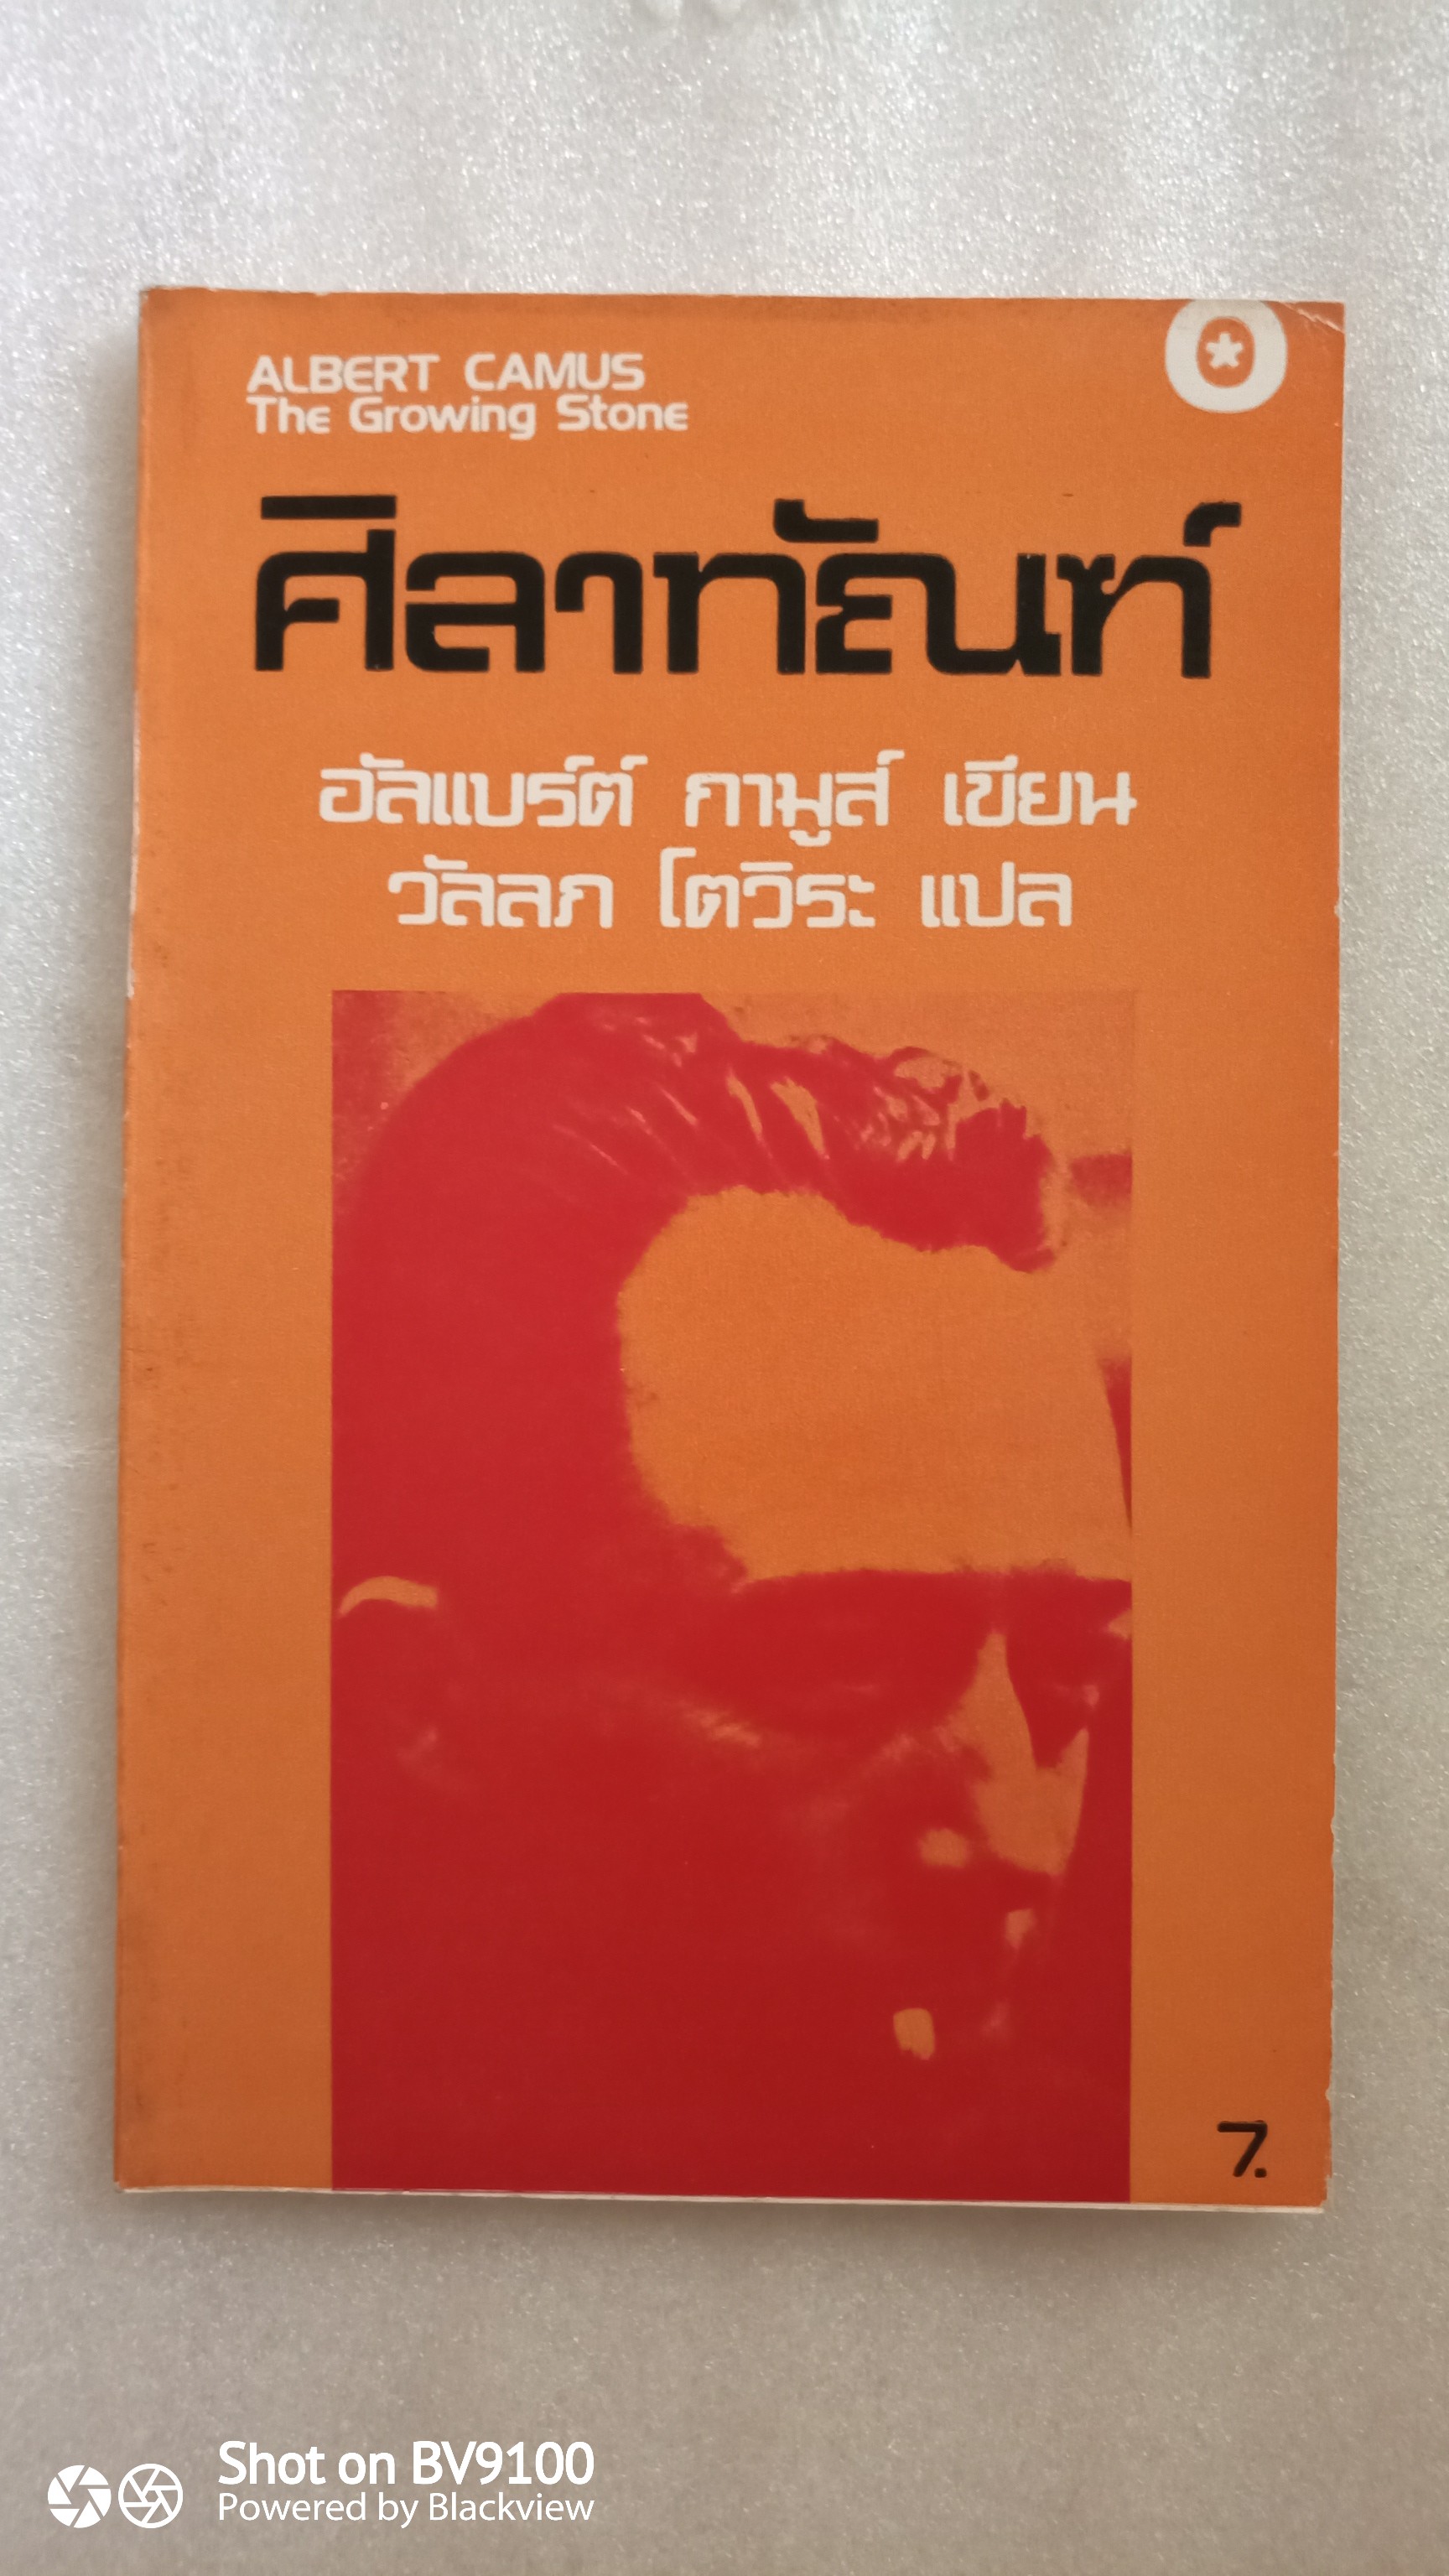 ALBERT CAMUS
The Growing Stone
ศิลาทัณฑ์
อัลแบร์ต์ กามูส์ เขียน
วัลลภ โตวิระ แปล
7.
Shot on BV9100
Powered by Blackview